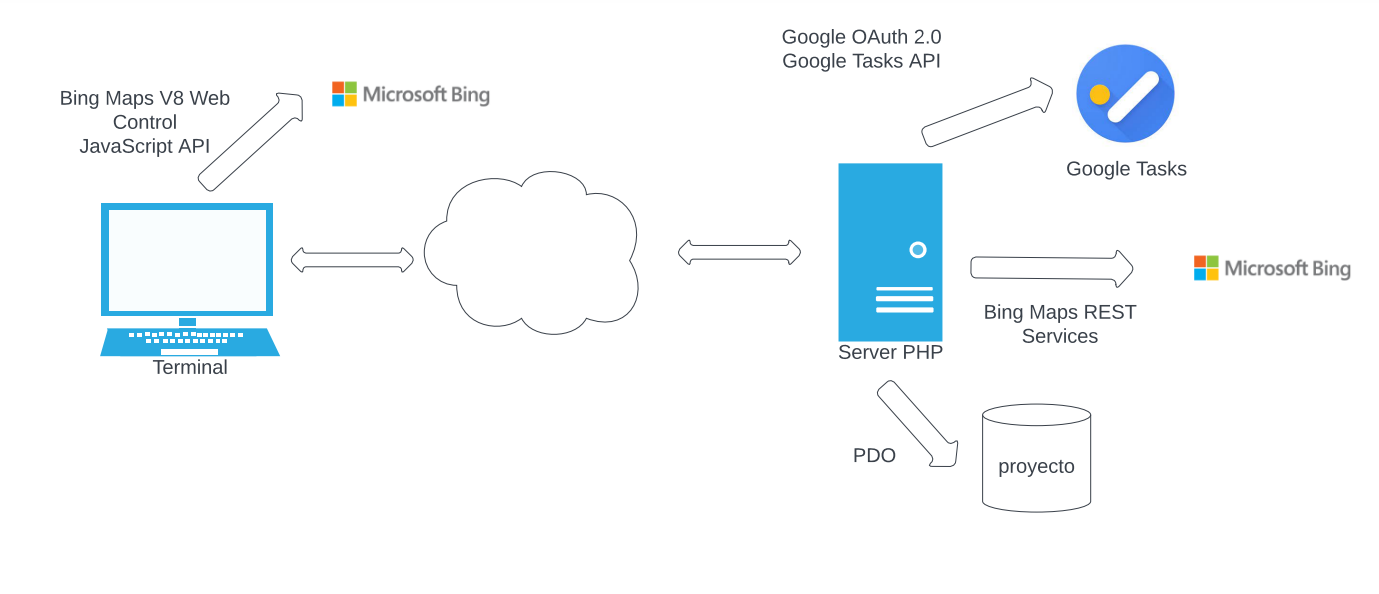 Google OAuth 2.0
Google Tasks API
Bing Maps V8 Web
Control
JavaScript API
Microsoft Bing
Google Tasks
Microsoft Bing
Bing Maps REST
Services
Server PHP
Terminal
PDO
proyecto